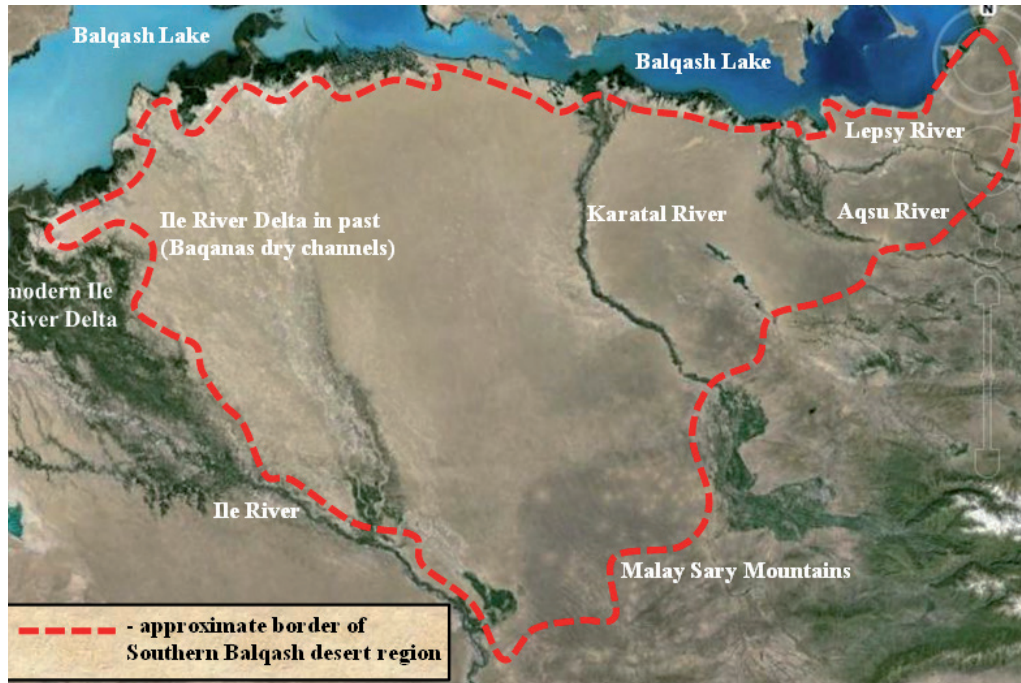 N
Balqash Lake
Balqash Lake
Lepsy River
Ile River Delta in past
(Baqanas dry channels)
Karatal River
Aqsu River
modern Ile
River Delta
Ile River
Malay Sary Mountains
- approximate border of
Southern Balqash desert region